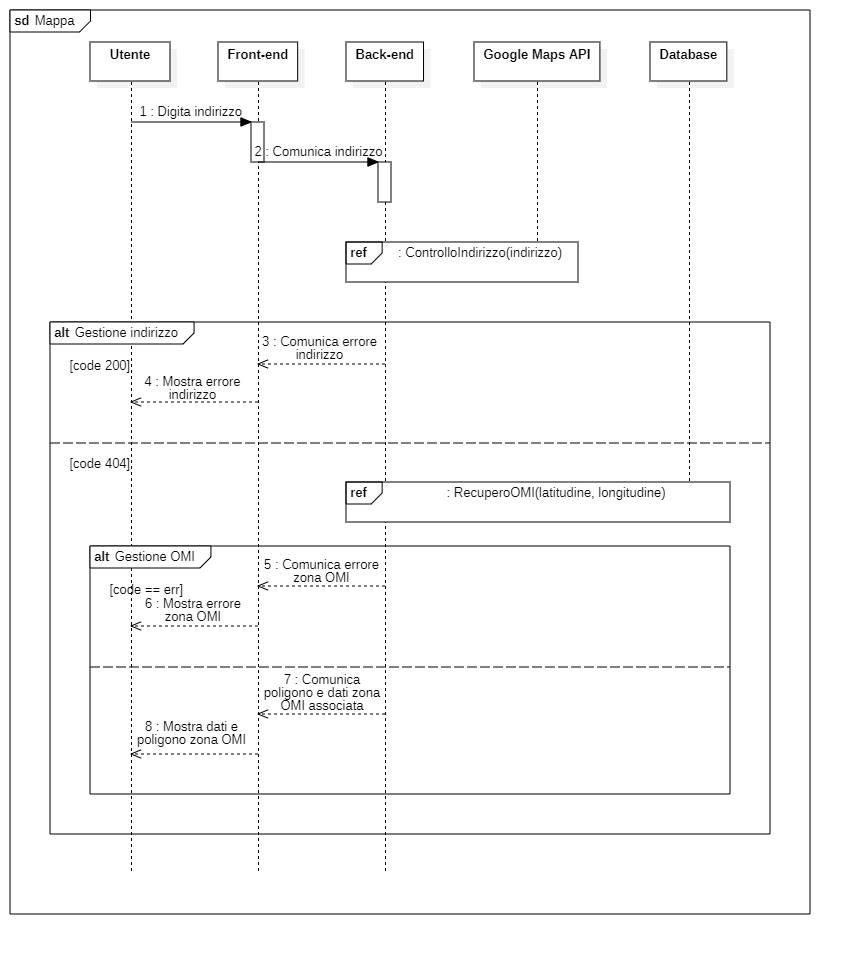 sd Mappa
Utente
Front-end
Back-end
Google Maps API
Database
1 : Digita indirizzo
2 : Comunica indirizzo
ref
: ControlloIndirizzo(indirizzo)
alt Gestione indirizzo
3 : Comunica errore
indirizzo
[code 200]
4 : Mostra errore
indirizzo
[code 404]
ref
: RecuperoOMI(latitudine, longitudine)
alt Gestione OMI
5 : Comunica errore
zona OMI
[code == err]
6 : Mostra errore
zona OMI
7 : Comunica
poligono e dati zona
OMI associata
8 : Mostra dati e
poligono zona OMI